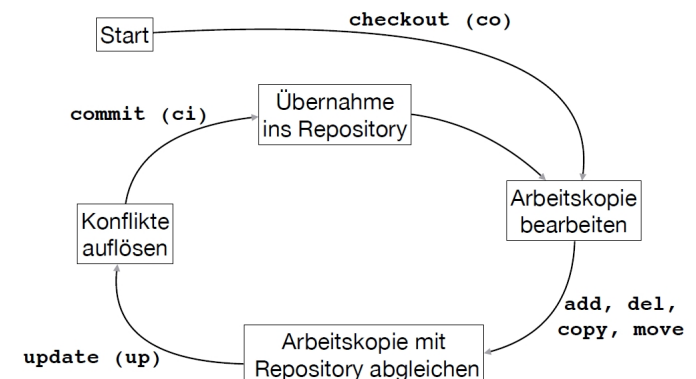 checkout (co)
Start
commit (ci)
Übernahme
ins Repository
Arbeitskopie
bearbeiten
Konflikte
auflösen
add, del,
copy, move
Arbeitskopie mit
Repository abgleichen
update (up)